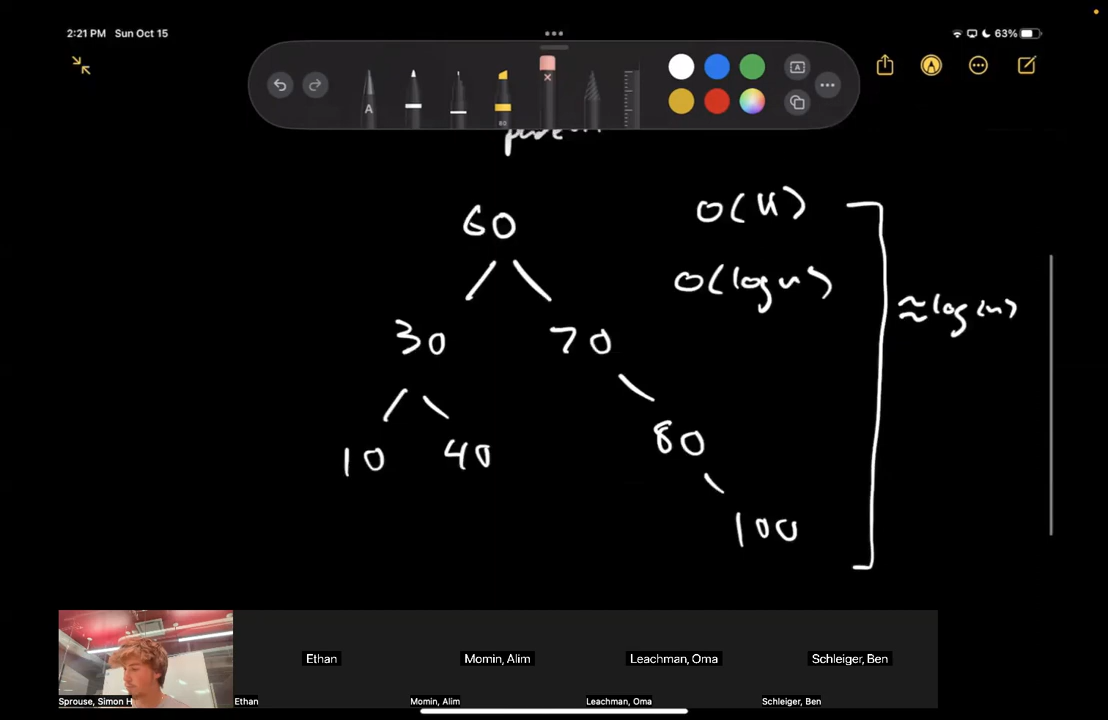 2:21 PM Sun Oct 15
63%
A
80
A
60
O(n)
O(log n)
≈log(n)
30 70
10 40
80
100
Ethan
Momin, Alim
Leachman, Oma
Schleiger, Ben
Sprouse, Simon H
Ethan
Momin, Alim
Leachman, Oma
Schleiger, Ben